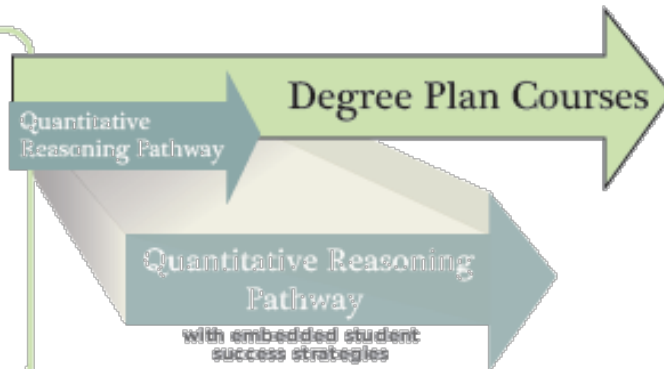 Degree Plan Courses
Quantitative
Reasoning Pathway
Quantitative Reasoning
Pathway
with embedded student
success strategies